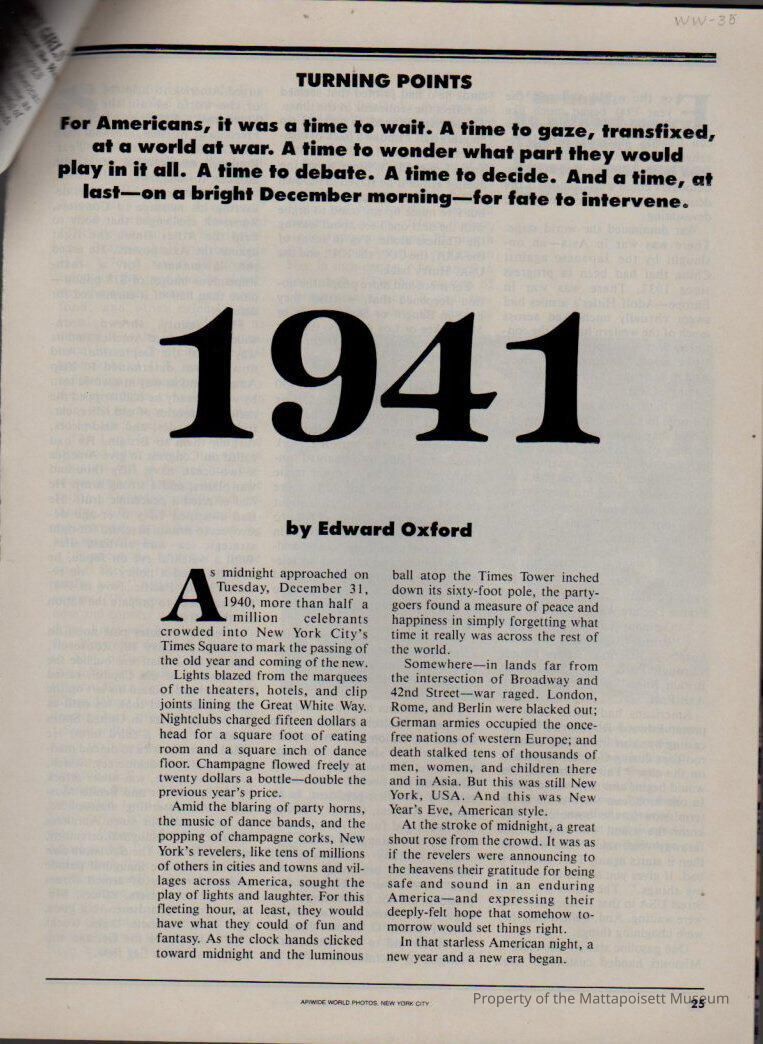 WW-35
TURNING POINTS
For Americans, it was a time to wait. A time to gaze, transfixed,
at a world at war. A time to wonder what part they would
play in it all. A time to debate. A time to decide. And a time, at
last—on a bright December morning—for fate to intervene.
1941
by Edward Oxford
As midnight approached on
Tuesday, December 31,
1940, more than half a
million celebrants
crowded into New York City's
Times Square to mark the passing of
the old year and coming of the new.
Lights blazed from the marquees
of the theaters, hotels, and clip
joints lining the Great White Way.
Nightclubs charged fifteen dollars a
head for a square foot of eating
room and a square inch of dance
floor. Champagne flowed freely at
twenty dollars a bottle—double the
previous year's price.
Amid the blaring of party horns,
the music of dance bands, and the
popping of champagne corks, New
York's revelers, like tens of millions
of others in cities and towns and vil-
lages across America, sought the
play of lights and laughter. For this
fleeting hour, at least, they would
have what they could of fun and
fantasy. As the clock hands clicked
toward midnight and the luminous
ball atop the Times Tower inched
down its sixty-foot pole, the party-
goers found a measure of peace and
happiness in simply forgetting what
time it really was across the rest of
the world.
Somewhere—in lands far from
the intersection of Broadway and
42nd Street—war raged. London,
Rome, and Berlin were blacked out;
German armies occupied the once-
free nations of western Europe; and
death stalked tens of thousands of
men, women, and children there
and in Asia. But this was still New
York, USA. And this was New
Year's Eve, American style.
At the stroke of midnight, a great
shout rose from the crowd. It was as
if the revelers were announcing to
the heavens their gratitude for being
safe and sound in an enduring
America—and expressing their
deeply-felt hope that somehow to-
morrow would set things right.
In that starless American night, a
new year and a new era began.
AP/WIDE WORLD PHOTOS, NEW YORK CITY
Property of the Mattapoisett Museum
25